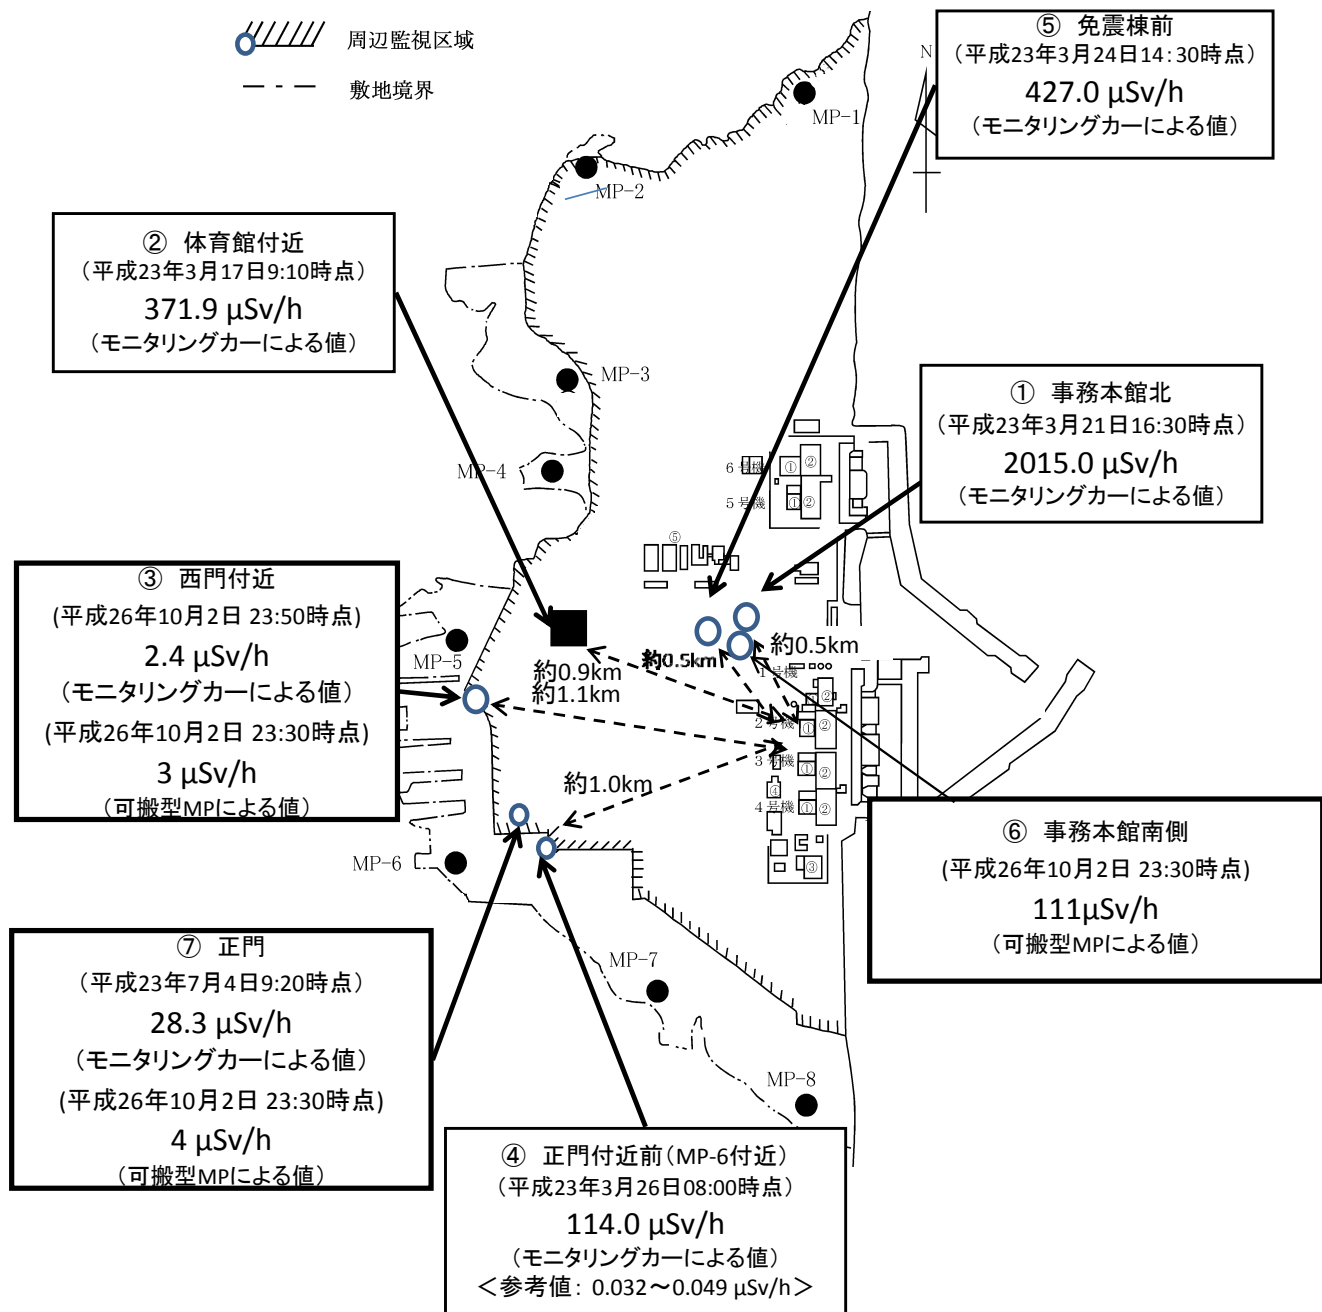 周辺監視区域
敷地境界
⑤ 免震棟前
(平成23年3月24日14:30時点)
427.0 μSv/h
(モニタリングカーによる値)
N
MP-1
MP-2
② 体育館付近
(平成23年3月17日9:10時点)
371.9 μSv/h
(モニタリングカーによる値)
MP-3
MP-4
① 事務本館北
(平成23年3月21日16:30時点)
2015.0 μSv/h
(モニタリングカーによる値)
6号機
① ②
5号機
① ②
⑤
③ 西門付近
(平成26年10月2日 23:50時点)
2.4 μSv/h
(モニタリングカーによる値)
(平成26年10月2日 23:30時点)
3 μSv/h
(可搬型MPによる値)
MP-5
約0.9km
約1.1km
約0.5km
約0.5km
1号機
②
2号機
① ②
3号機
① ②
約1.0km
④
4号機
① ②
③
MP-6
⑥ 事務本館南側
(平成26年10月2日 23:30時点)
111μSv/h
(可搬型MPによる値)
⑦ 正門
(平成23年7月4日9:20時点)
28.3 μSv/h
(モニタリングカーによる値)
(平成26年10月2日 23:30時点)
4 μSv/h
(可搬型MPによる値)
MP-7
MP-8
④ 正門付近前(MP-6付近)
(平成23年3月26日08:00時点)
114.0 μSv/h
(モニタリングカーによる値)
<参考値: 0.032~0.049 μSv/h>